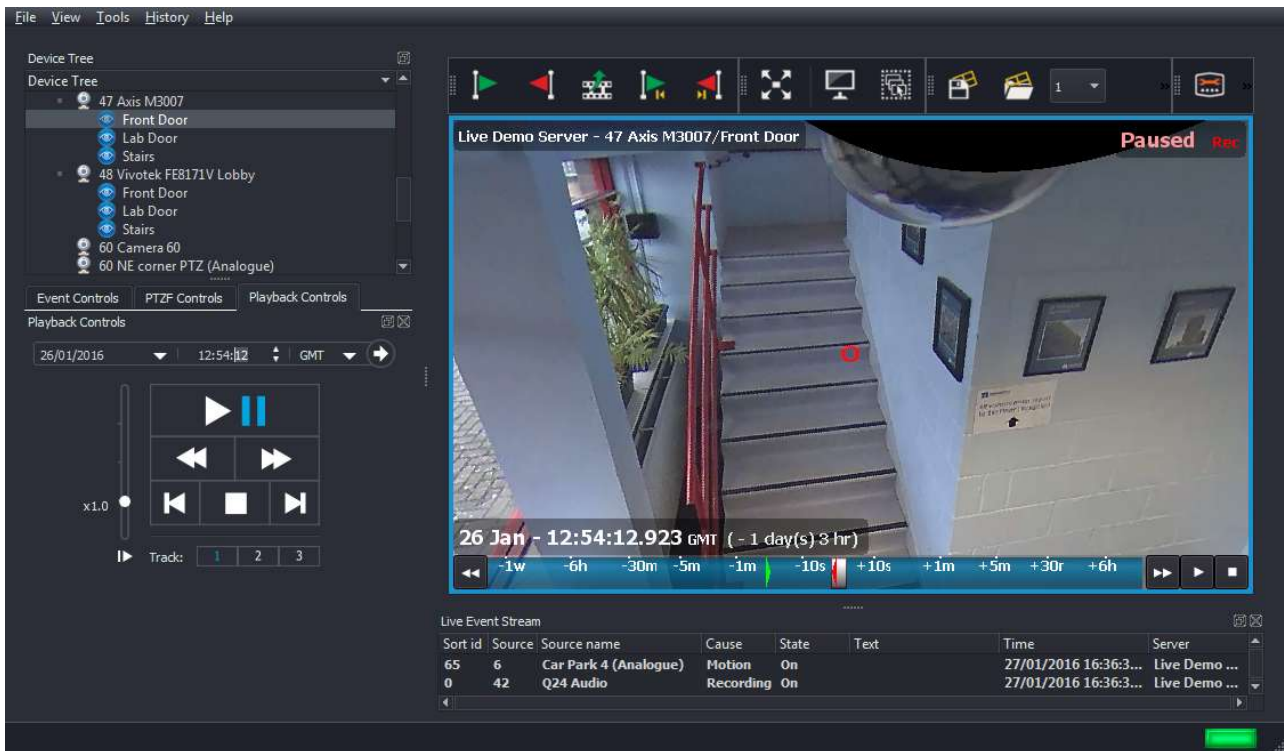 File View Tools History Help
Device Tree
Device Tree
47 Axis M3007
Front Door
Lab Door
Stairs
48 Vivotek FE8171V Lobby
Front Door
Lab Door
Stairs
60 Camera 60
60 NE corner PTZ (Analogue)
Event Controls PTZF Controls Playback Controls
Playback Controls
26/01/2016 12:54:12 GMT
x1.0
Track: 1 2 3
1
Live Demo Server - 47 Axis M3007/Front Door
Paused Rec
26 Jan - 12:54:12.923 GMT ( - 1 day(s) 3 hr)
-1w -6h -30m -5m -1m -10s +10s +1m +5m +30r +6h
Live Event Stream
Sort id Source Source name Cause State Text Time Server
65 6 Car Park 4 (Analogue) Motion On 27/01/2016 16:36:3... Live Demo ...
0 42 Q24 Audio Recording On 27/01/2016 16:36:3... Live Demo ...